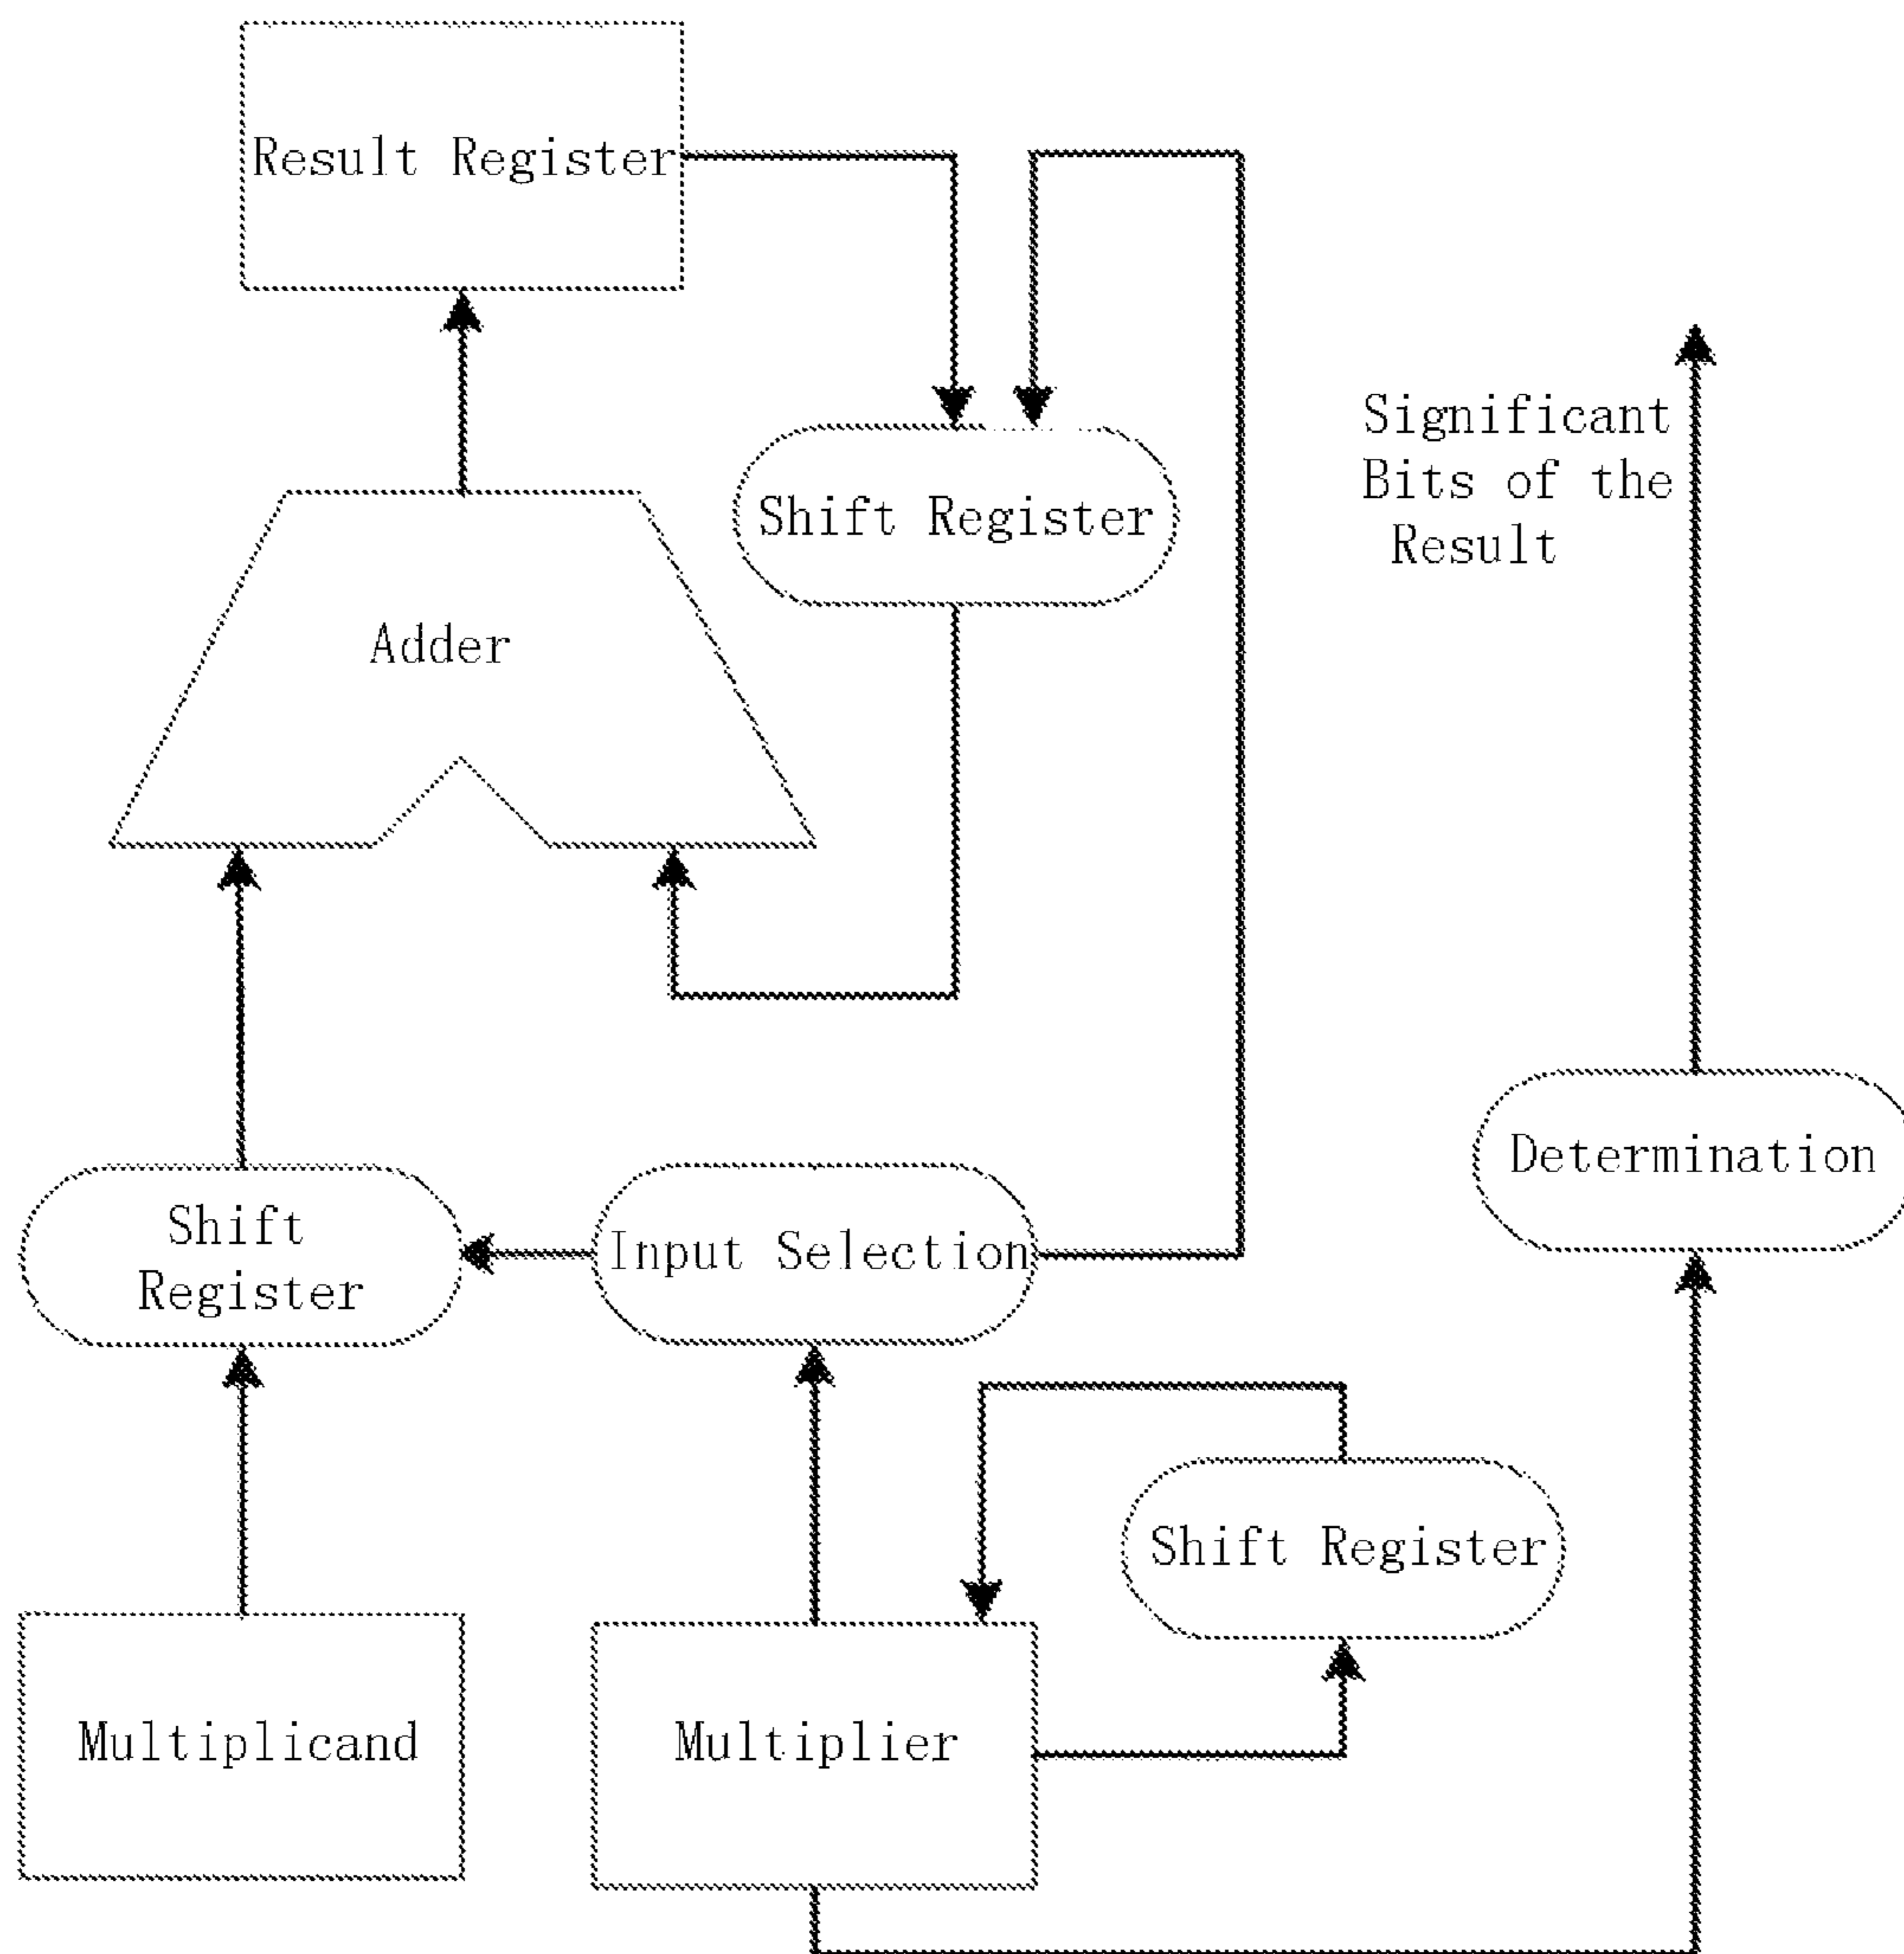 Result Register
Significant
Bits of the
Result
Shift Register
Adder
Determination
Shift
Register
Input Selection
Shift Register
Multiplicand
Multiplier